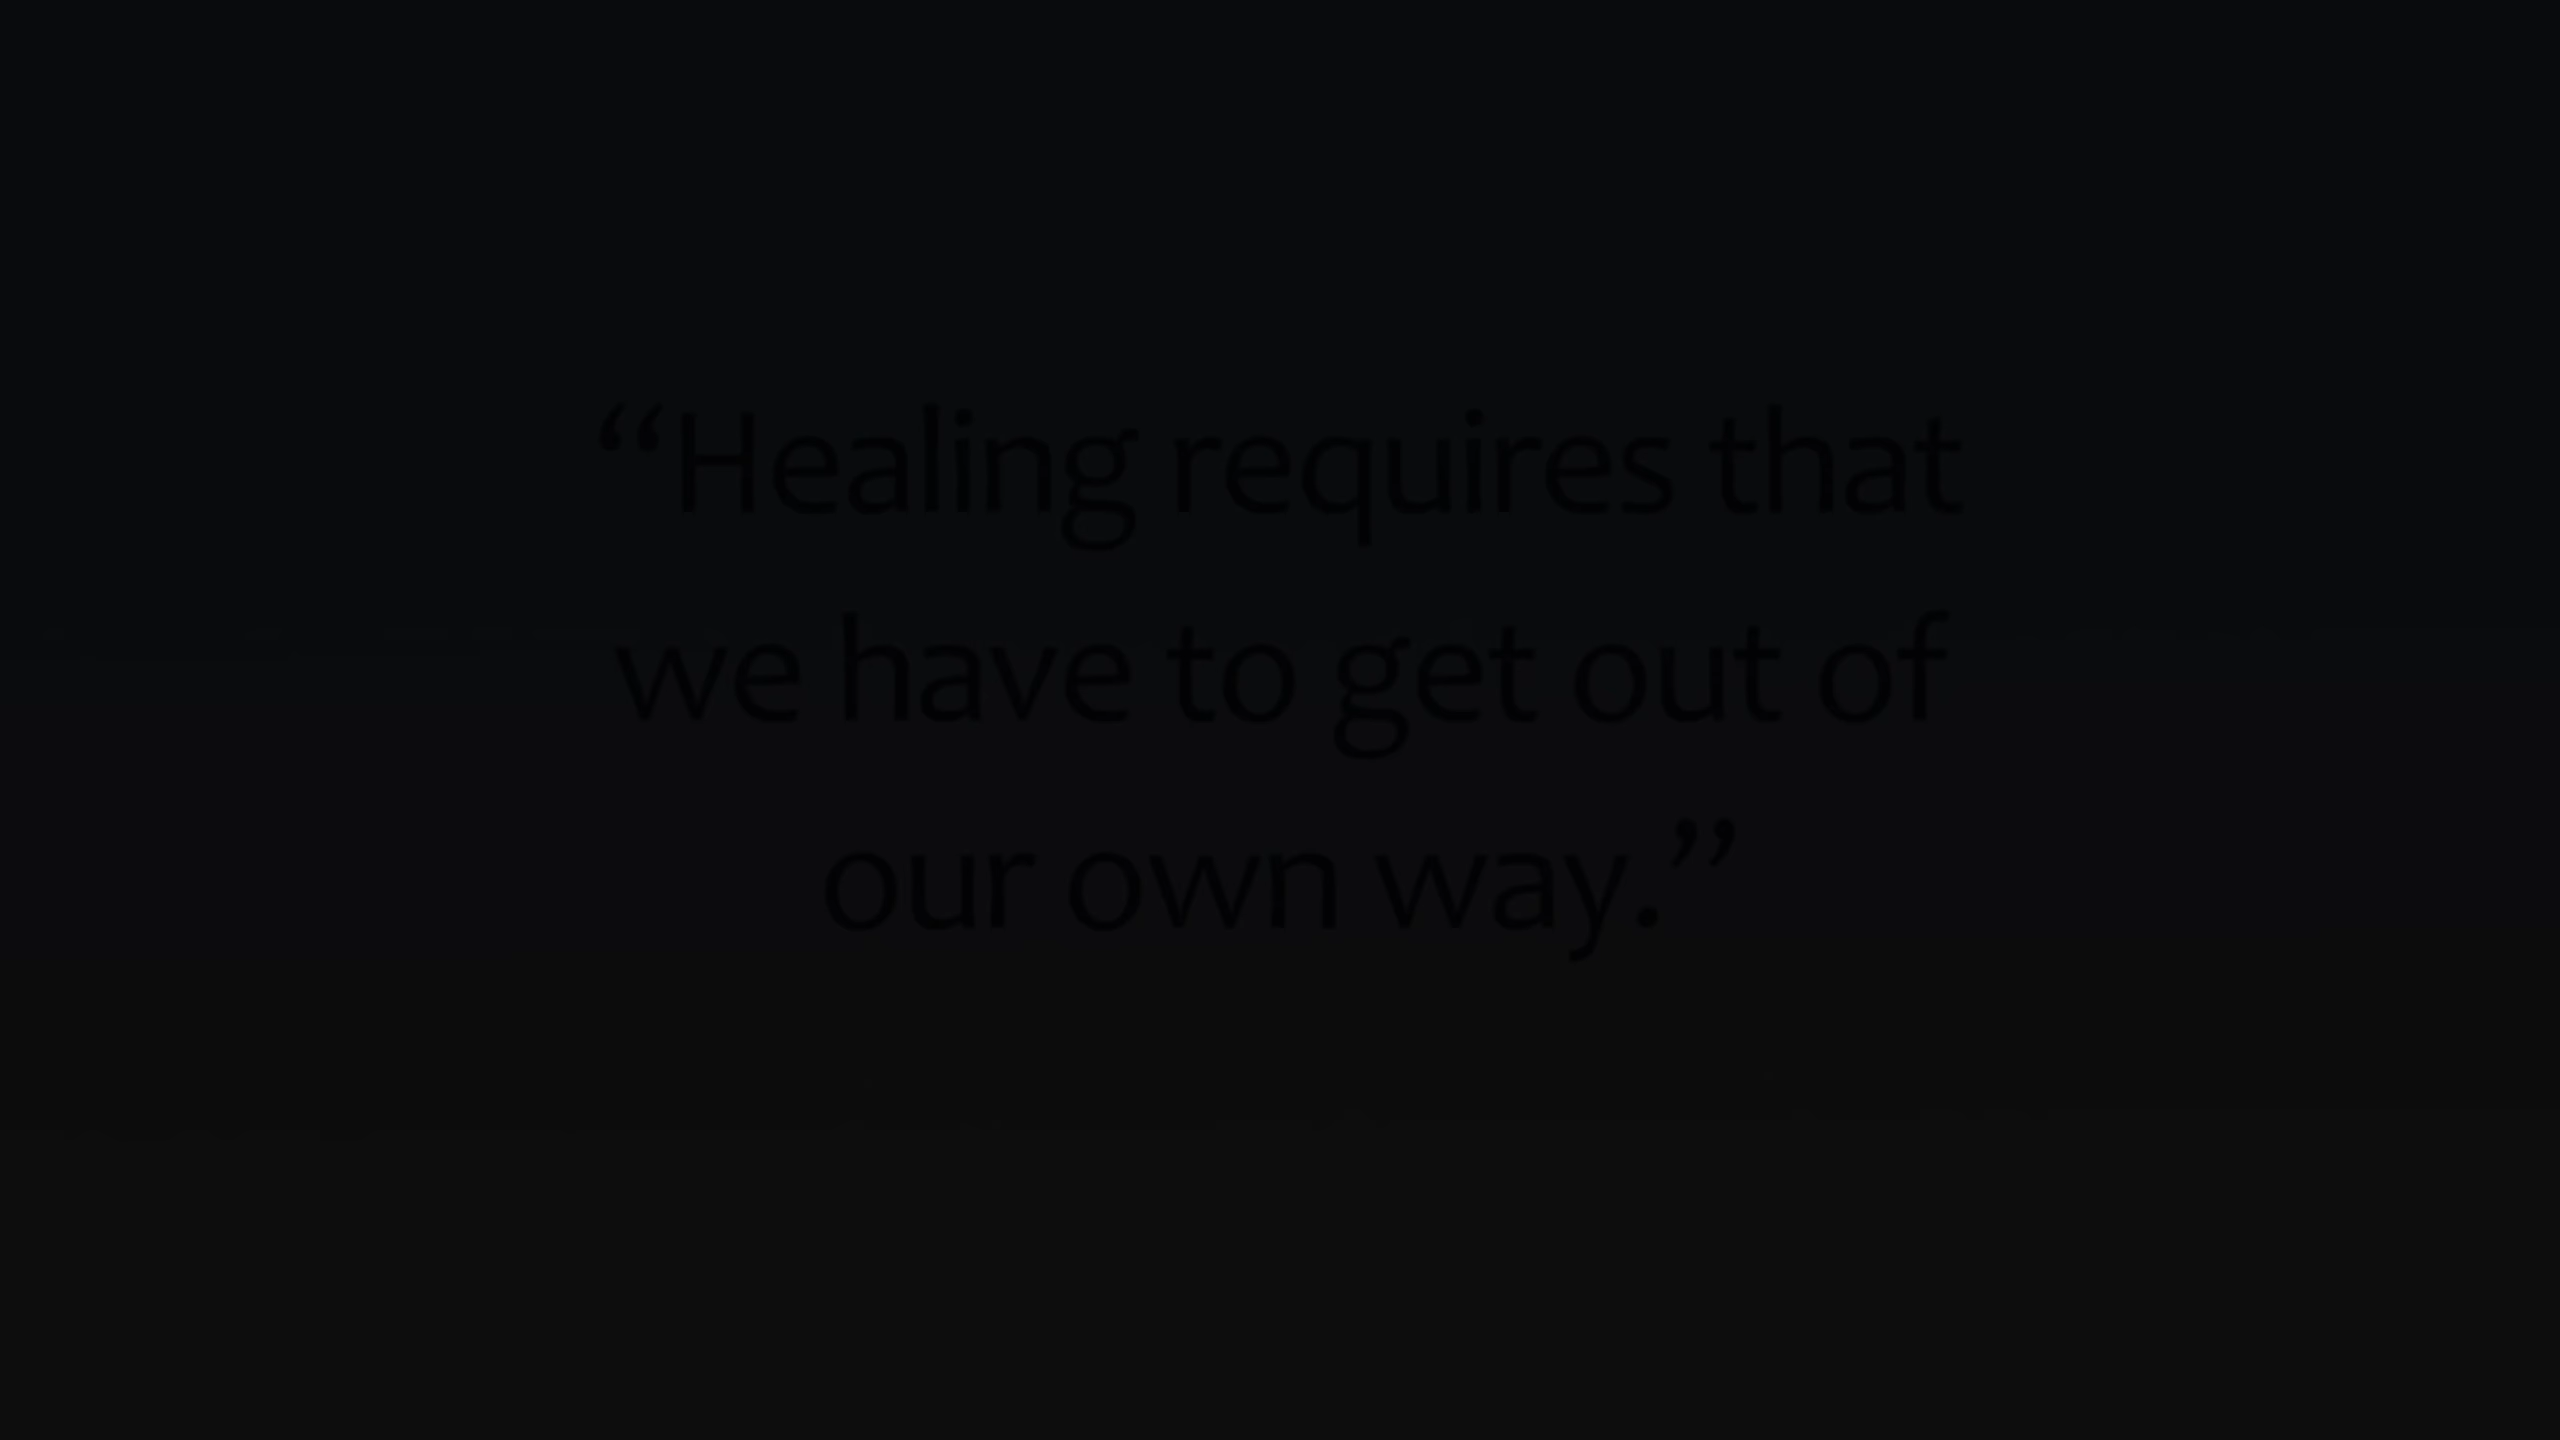 “Healing requires that
we have to get out of
our own way.”